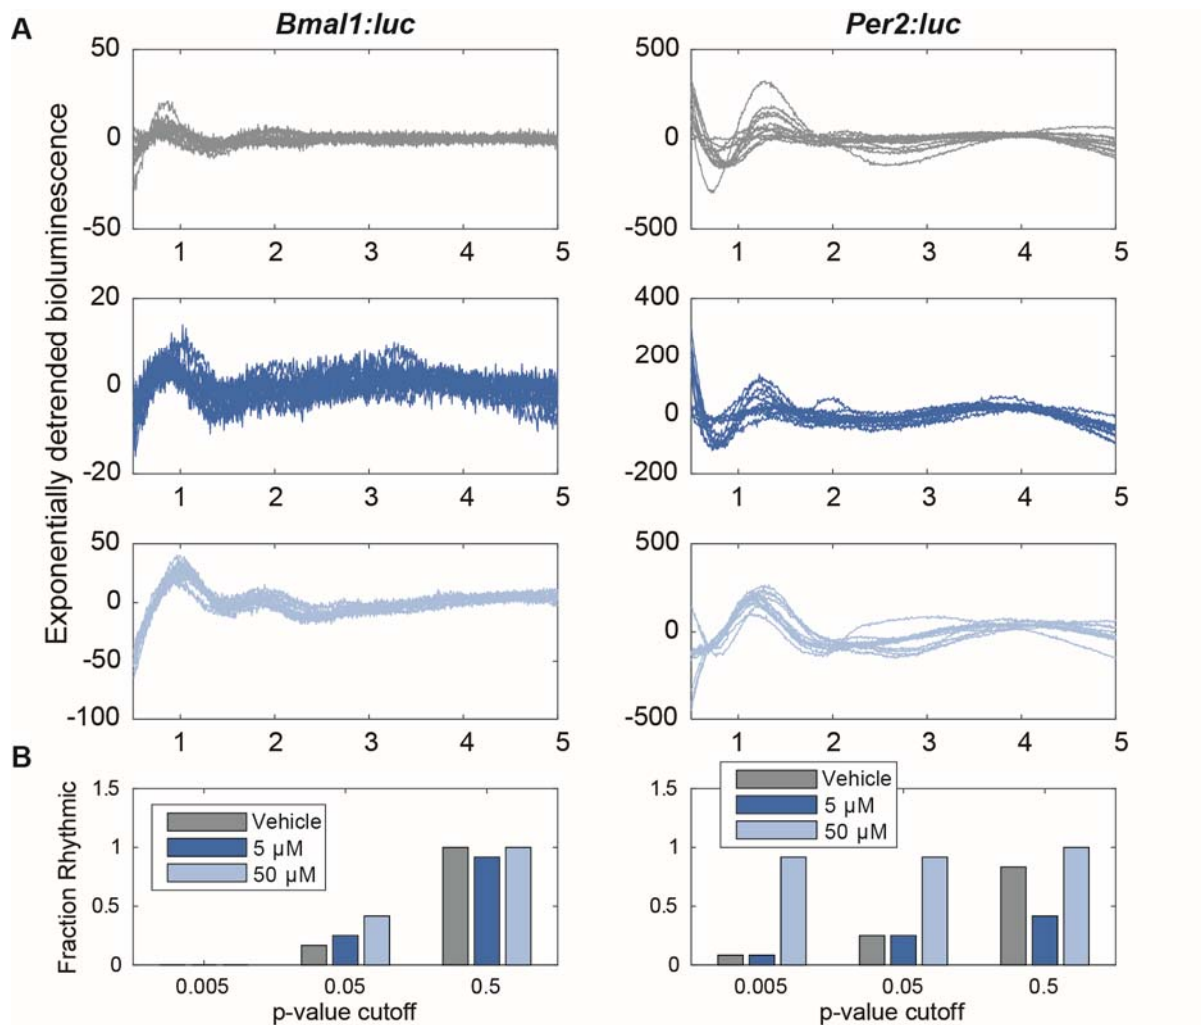 A
Bmal1:luc
Per2:luc
Exponentially detrended bioluminescence
50
0
-50
1 2 3 4 5
500
0
-500
1 2 3 4 5
20
0
-20
1 2 3 4 5
400
200
0
-200
1 2 3 4 5
50
0
-50
-100
1 2 3 4 5
500
0
-500
1 2 3 4 5
B
Fraction Rhythmic
1.5
1
0.5
0
Vehicle
5 µM
50 µM
0.005 0.05 0.5
p-value cutoff
1.5
1
0.5
0
Vehicle
5 µM
50 µM
0.005 0.05 0.5
p-value cutoff